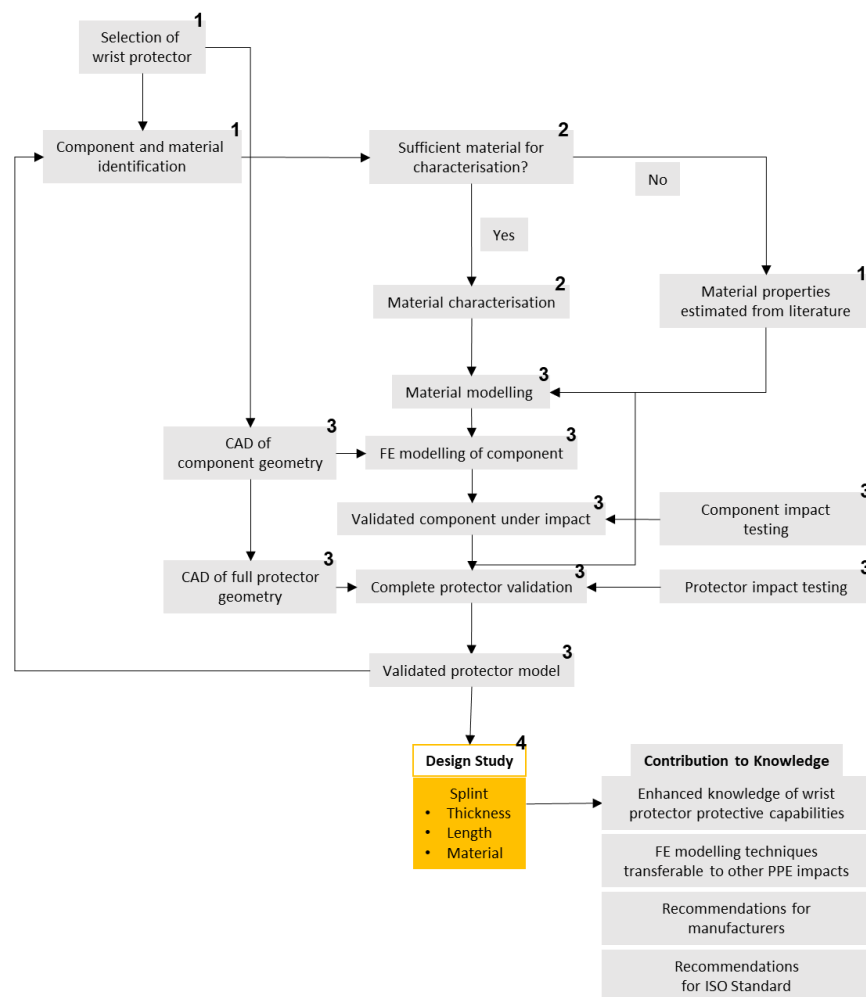 1
Selection of
wrist protector
1
Component and material
identification
2
Sufficient material for
characterisation?
No
Yes
2
Material characterisation
1
Material properties
estimated from literature
3
Material modelling
3
CAD of
component geometry
3
FE modelling of component
3
Validated component under impact
3
Component impact
testing
3
CAD of full protector
geometry
3
Complete protector validation
3
Protector impact testing
3
Validated protector model
4
Design Study
Splint
• Thickness
• Length
• Material
Contribution to Knowledge
Enhanced knowledge of wrist
protector protective capabilities
FE modelling techniques
transferable to other PPE impacts
Recommendations for
manufacturers
Recommendations
for ISO Standard